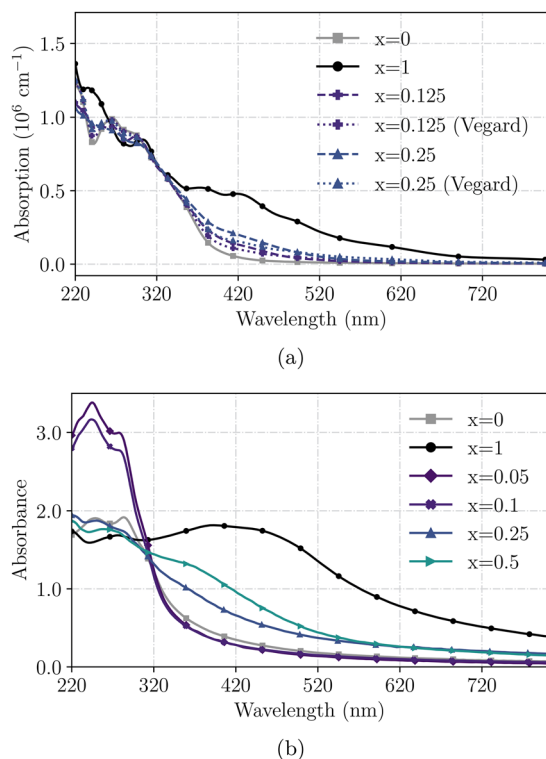 1.5
1.0
0.5
0.0
Absorption (10⁶ cm⁻¹)
x=0
x=1
x=0.125
x=0.125 (Vegard)
x=0.25
x=0.25 (Vegard)
220 320 420 520 620 720
Wavelength (nm)
(a)
3.0
2.0
1.0
0.0
Absorbance
x=0
x=1
x=0.05
x=0.1
x=0.25
x=0.5
220 320 420 520 620 720
Wavelength (nm)
(b)